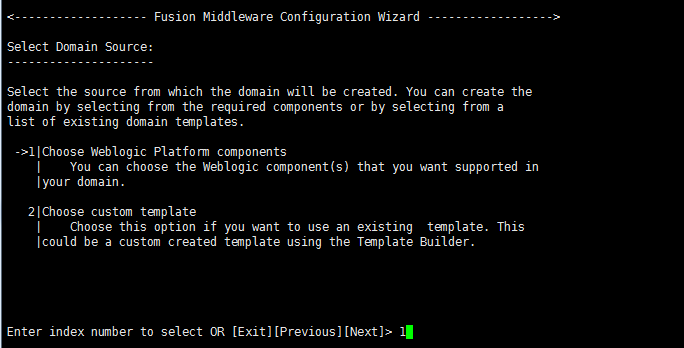 <------------------- Fusion Middleware Configuration Wizard ------------------>
Select Domain Source:
---------------------
Select the source from which the domain will be created. You can create the
domain by selecting from the required components or by selecting from a
list of existing domain templates.
->1|Choose Weblogic Platform components
|    You can choose the Weblogic component(s) that you want supported in
|your domain.
2|Choose custom template
|    Choose this option if you want to use an existing  template. This
|could be a custom created template using the Template Builder.
Enter index number to select OR [Exit][Previous][Next]> 1